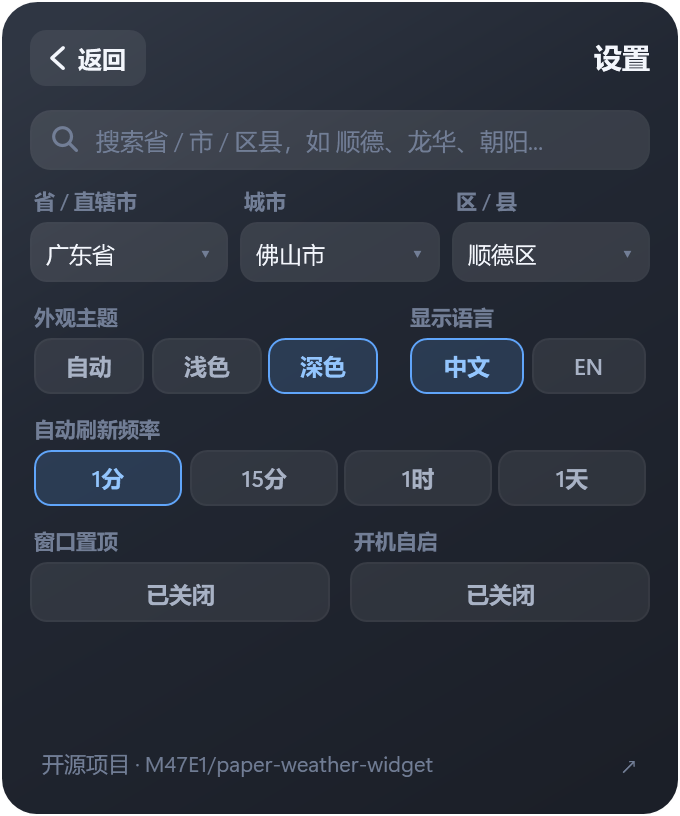 返回 设置
搜索省 / 市 / 区县，如 顺德、龙华、朝阳...
省 / 直辖市 城市 区 / 县
广东省 佛山市 顺德区
外观主题 显示语言
自动 浅色 深色 中文 EN
自动刷新频率
1分 15分 1时 1天
窗口置顶 开机自启
已关闭 已关闭
开源项目 · M47E1/paper-weather-widget ↗